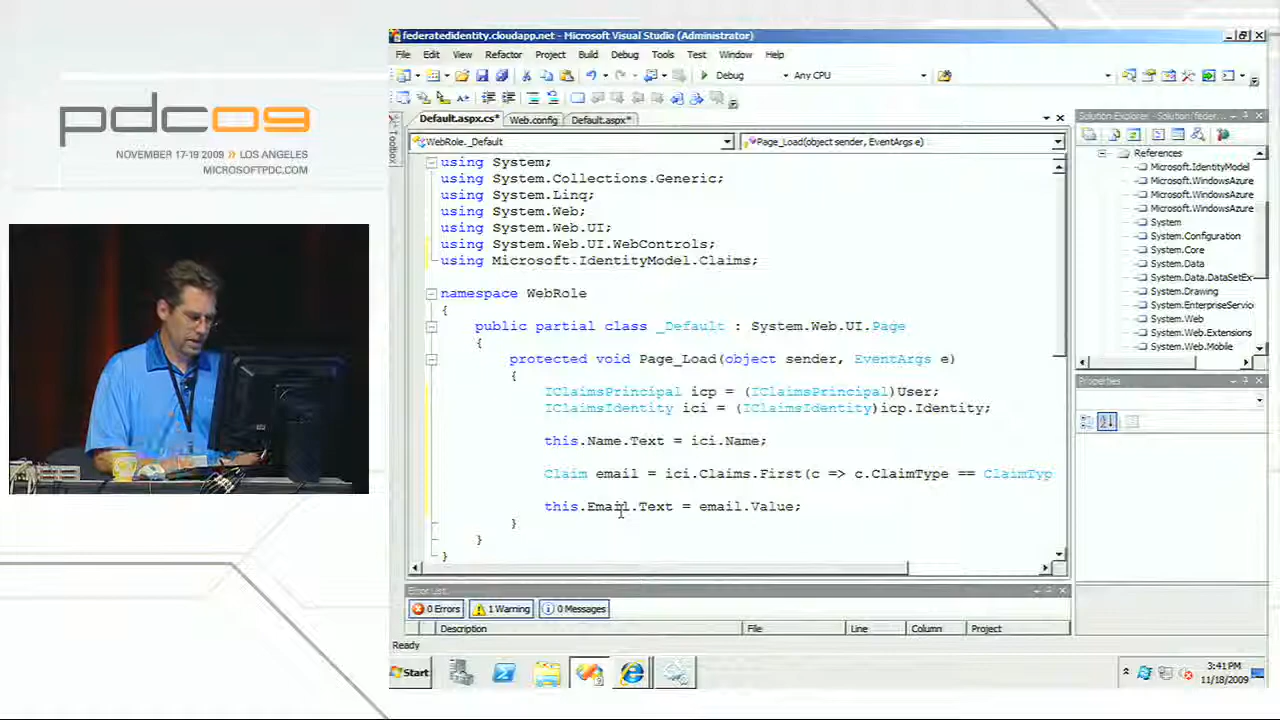 pdc09
NOVEMBER 17-19 2009 » LOS ANGELES
MICROSOFTPDC.COM
federatedidentity.cloudapp.net - Microsoft Visual Studio (Administrator)
File Edit View Refactor Project Build Debug Tools Test Window Help
Debug Any CPU
Default.aspx.cs* Web.config Default.aspx*
WebRole._Default Page_Load(object sender, EventArgs e)
Toolbox
using System;
using System.Collections.Generic;
using System.Linq;
using System.Web;
using System.Web.UI;
using System.Web.UI.WebControls;
using Microsoft.IdentityModel.Claims;
namespace WebRole
{
public partial class _Default : System.Web.UI.Page
{
protected void Page_Load(object sender, EventArgs e)
{
IClaimsPrincipal icp = (IClaimsPrincipal)User;
IClaimsIdentity ici = (IClaimsIdentity)icp.Identity;
this.Name.Text = ici.Name;
Claim email = ici.Claims.First(c => c.ClaimType == ClaimTyp
this.Email.Text = email.Value;
}
}
}
Solution Explorer - Solution 'feder...
References
Microsoft.IdentityModel
Microsoft.WindowsAzure
Microsoft.WindowsAzure
Microsoft.WindowsAzure
System
System.Configuration
System.Core
System.Data
System.Data.DataSetEx
System.Drawing
System.EnterpriseService
System.Web
System.Web.Extensions
System.Web.Mobile
Properties
Error List
0 Errors 1 Warning 0 Messages
Description File Line Column Project
Ready
Start
3:41 PM
11/18/2009